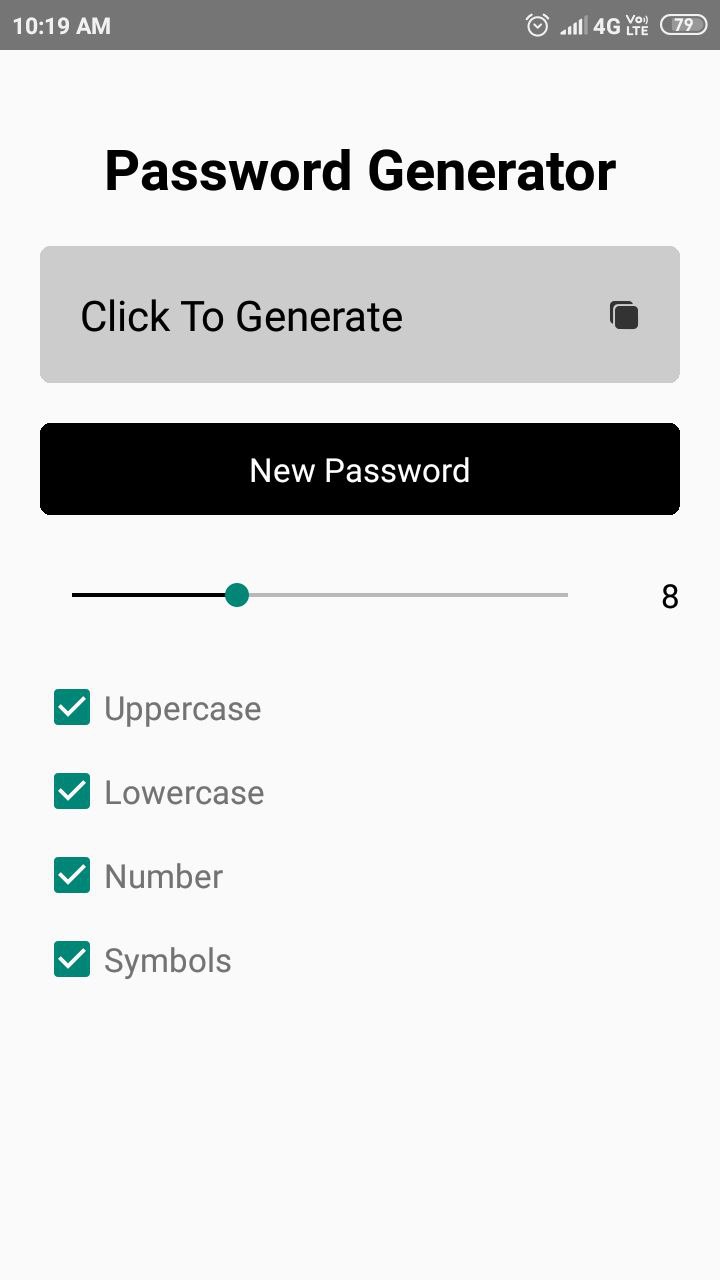 10:19 AM 4G Vo) LTE 79
Password Generator
Click To Generate
New Password
8
Uppercase
Lowercase
Number
Symbols